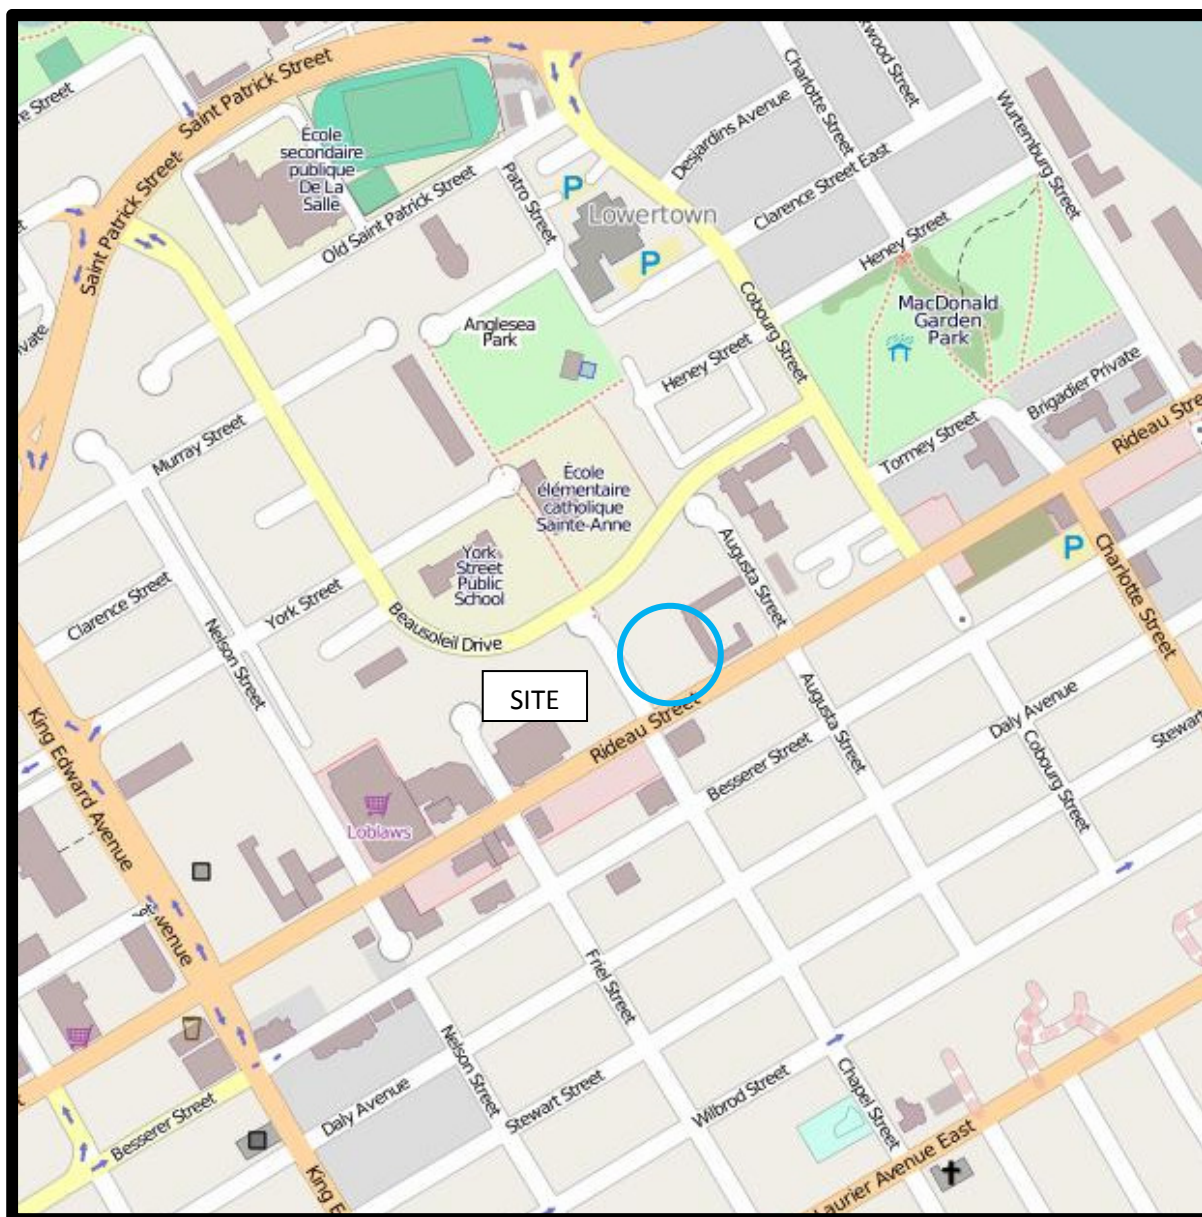 Saint Patrick Street
Charlotte Street
Wurtenburg Street
Desjardins Avenue
École
secondaire
publique
De La
Salle
Patro Street
P
Lowertown
Clarence Street East
Old Saint Patrick Street
Saint Patrick Street
P
Heney Street
Cobourg Street
MacDonald
Garden
Park
Anglesea
Park
Heney Street
Brigadier Private
Tormey Street
Murray Street
École
élémentaire
catholique
Sainte-Anne
York
Street
Public
School
Augusta Street
P
Charlotte Street
Clarence Street
York Street
Nelson Street
Beausoleil Drive
SITE
Rideau Street
Augusta Street
Besserer Street
Daly Avenue
Cobourg Street
King Edward Avenue
Loblaws
Friel Street
Nelson Street
Stewart Street
Wilbrod Street
Chapel Street
Besserer Street
Daly Avenue
Laurier Avenue East